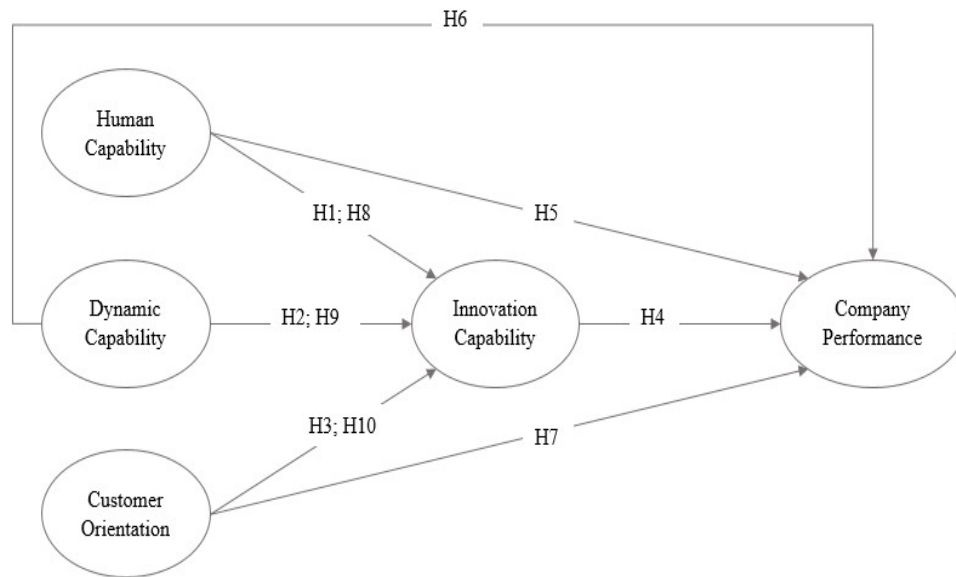 H6
Human
Capability
H1; H8
H5
Dynamic
Capability
H2; H9
Innovation
Capability
H4
Company
Performance
H3; H10
H7
Customer
Orientation